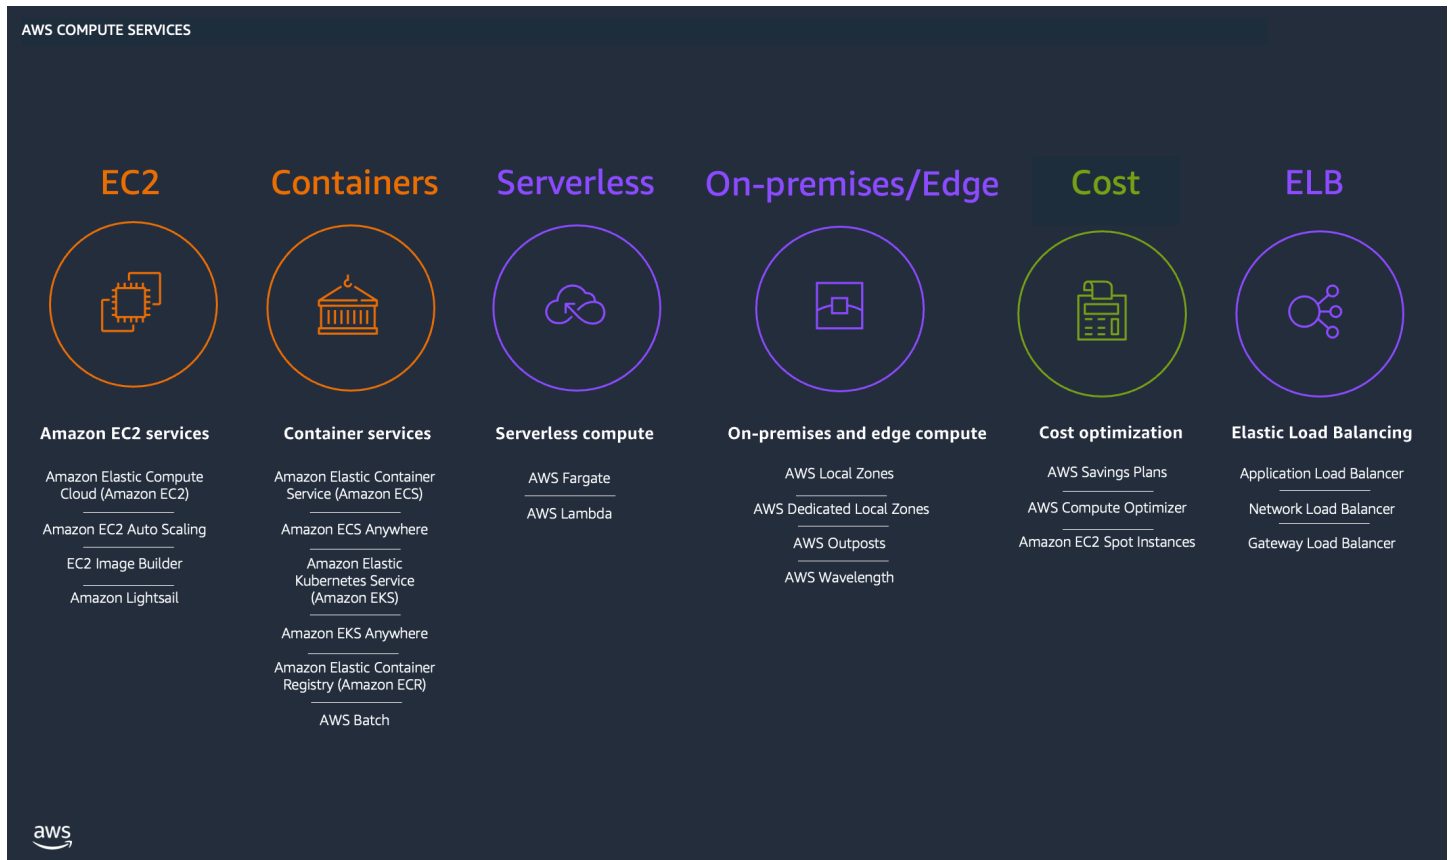 AWS COMPUTE SERVICES
EC2
Amazon EC2 services
Amazon Elastic Compute
Cloud (Amazon EC2)
Amazon EC2 Auto Scaling
EC2 Image Builder
Amazon Lightsail
Containers
Container services
Amazon Elastic Container
Service (Amazon ECS)
Amazon ECS Anywhere
Amazon Elastic
Kubernetes Service
(Amazon EKS)
Amazon EKS Anywhere
Amazon Elastic Container
Registry (Amazon ECR)
AWS Batch
Serverless
Serverless compute
AWS Fargate
AWS Lambda
On-premises/Edge
On-premises and edge compute
AWS Local Zones
AWS Dedicated Local Zones
AWS Outposts
AWS Wavelength
Cost
Cost optimization
AWS Savings Plans
AWS Compute Optimizer
Amazon EC2 Spot Instances
ELB
Elastic Load Balancing
Application Load Balancer
Network Load Balancer
Gateway Load Balancer
aws